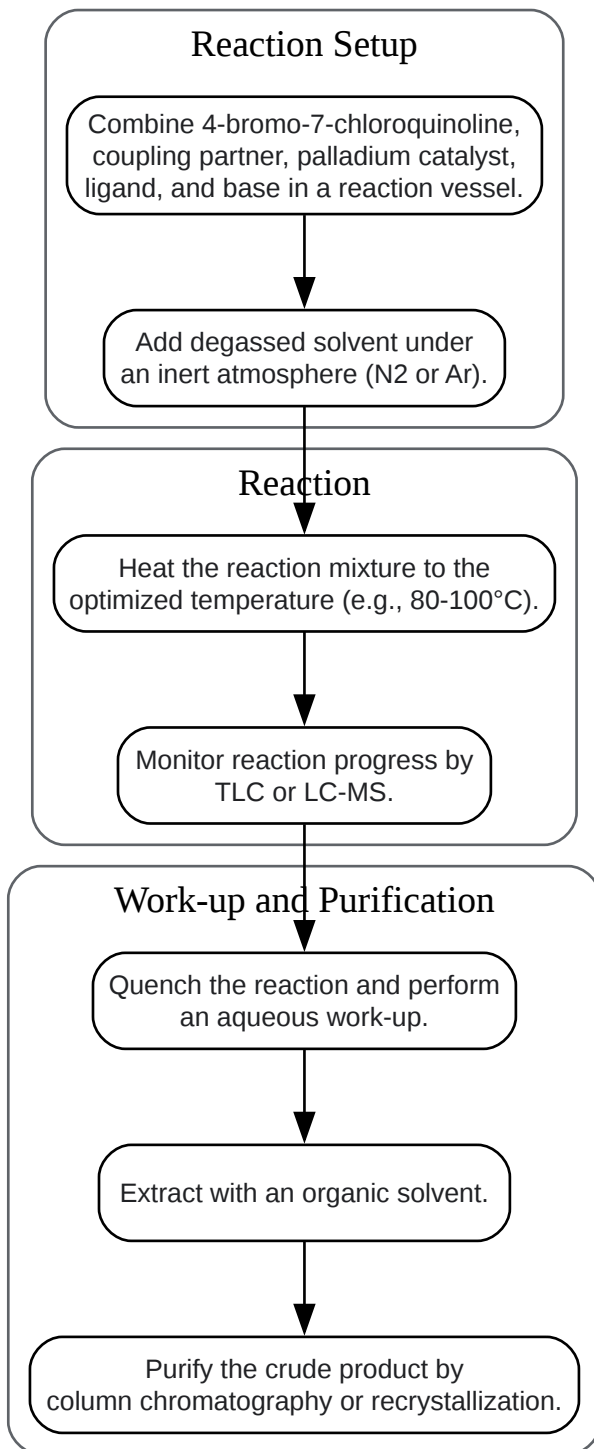 Reaction Setup
Combine 4-bromo-7-chloroquinoline,
coupling partner, palladium catalyst,
ligand, and base in a reaction vessel.
Add degassed solvent under
an inert atmosphere (N2 or Ar).
Reaction
Heat the reaction mixture to the
optimized temperature (e.g., 80-100°C).
Monitor reaction progress by
TLC or LC-MS.
Work-up and Purification
Quench the reaction and perform
an aqueous work-up.
Extract with an organic solvent.
Purify the crude product by
column chromatography or recrystallization.